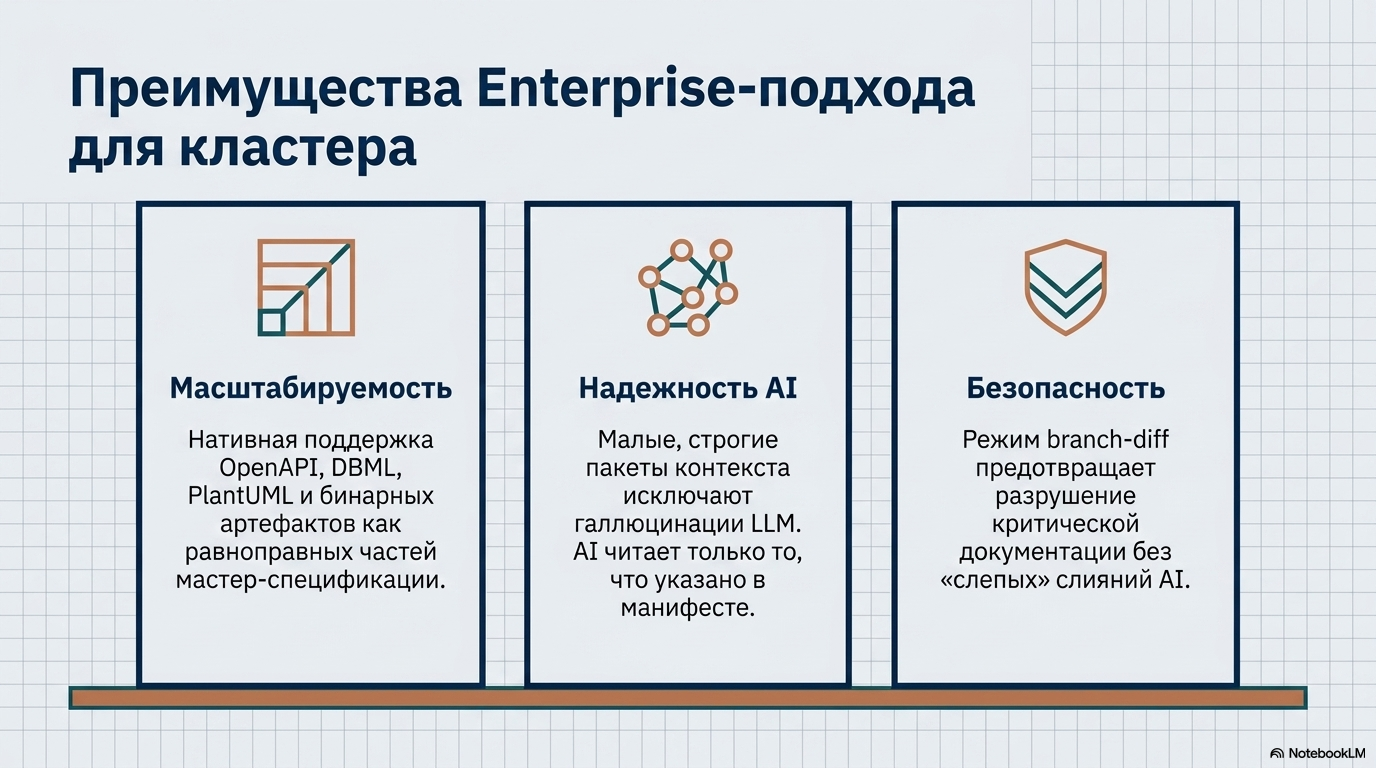 Преимущества Enterprise-подхода
для кластера
Масштабируемость
Нативная поддержка
OpenAPI, DBML,
PlantUML и бинарных
артефактов как
равноправных частей
мастер-спецификации.
Надежность AI
Малые, строгие
пакеты контекста
исключают
галлюцинации LLM.
AI читает только то,
что указано в
манифесте.
Безопасность
Режим branch-diff
предотвращает
разрушение
критической
документации без
«слепых» слияний AI.
NotebookLM